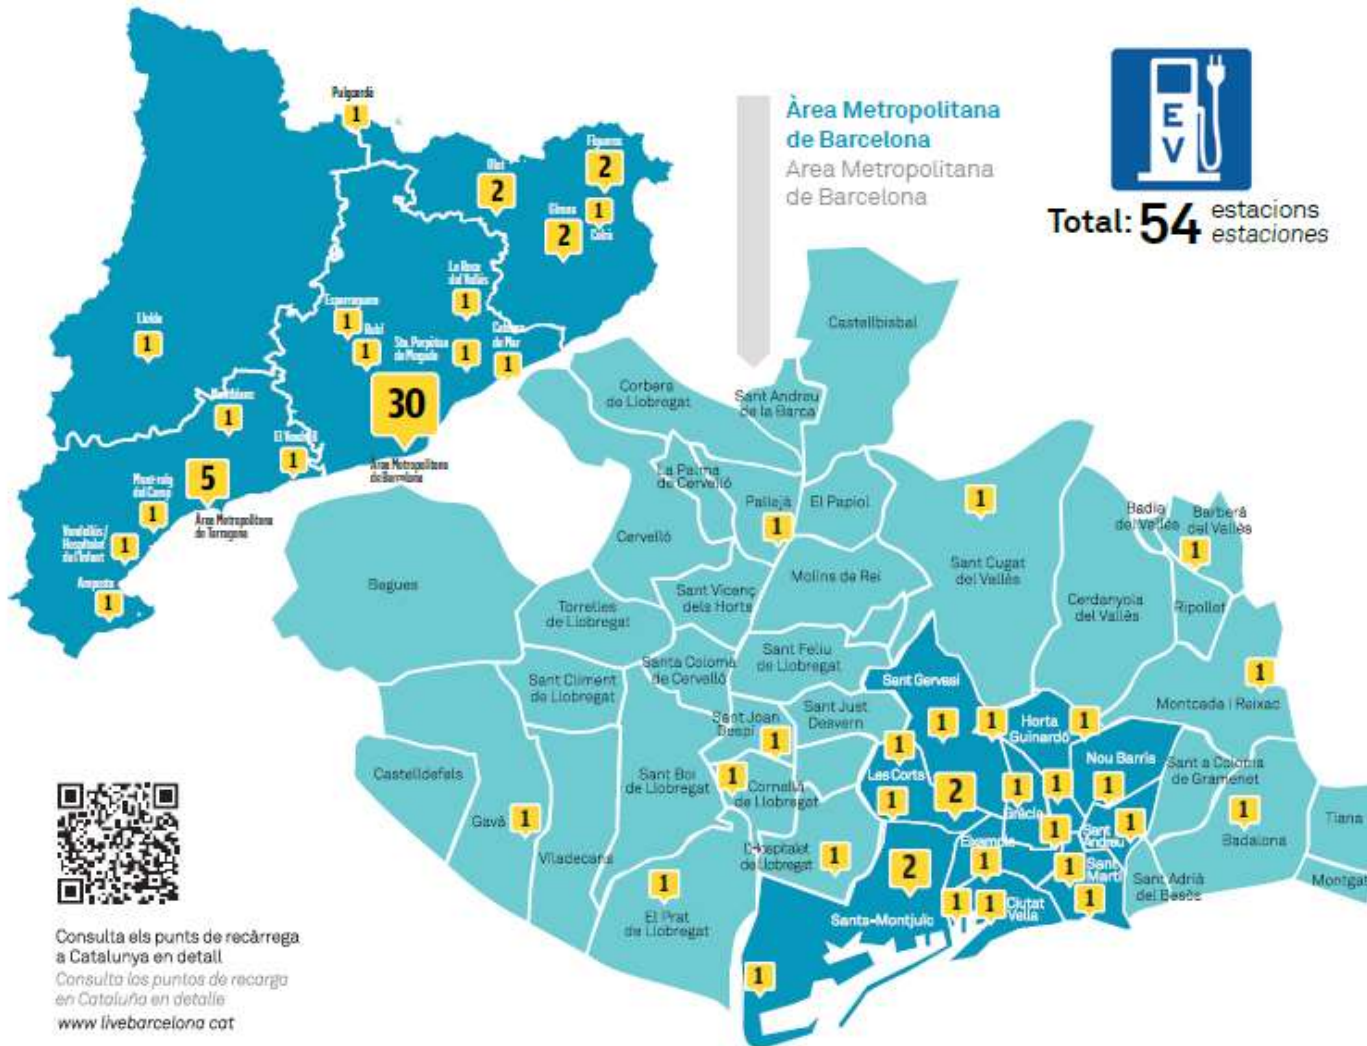 Puigcerdà
1
Olot
2
Figueres
2
Girona
2
1
Celrà
La Roca
del Vallès
1
Esparreguera
1
Rubí
1
Sta. Perpètua
de Mogoda
1
Cabrera
de Mar
1
30
Àrea Metropolitana
de Barcelona
Lleida
1
Montblanc
1
El Vendrell
1
5
Àrea Metropolitana
de Tarragona
Mont-roig
del Camp
1
Vandellòs /
Hospitalet
de l'Infant
1
Amposta
1
Àrea Metropolitana
de Barcelona
Area Metropolitana
de Barcelona
EV
Total: 54 estacions
estaciones
Castellbisbal
Corbera
de Llobregat
Sant Andreu
de la Barca
La Palma
de Cervelló
Pallejà
1
El Papiol
Cervelló
1
Sant Cugat
del Vallès
Badia
del Vallès
Barberà
del Vallès
1
Begues
Molins de Rei
Sant Vicenç
dels Horts
Cerdanyola
del Vallès
Ripollet
Torrelles
de Llobregat
Sant Feliu
de Llobregat
Santa Coloma
de Cervelló
Sant Climent
de Llobregat
Sant Gervasi
1
Montcada i Reixac
Sant Joan
Despí
1
Sant Just
Desvern
1
1
Horta
Guinardó
1
1
Nou Barris
1
Castelldefels
Sant Boi
de Llobregat
1
Cornellà
de Llobregat
Les Corts
1
2
1
Gràcia
1
Sant a Coloma
de Gramenet
Gavà
1
Viladecans
1
Sant
Andreu
1
1
Badalona
Tiana
L'Hospitalet
de Llobregat
1
Eixample
1
2
1
Sant
Martí
1
Sant Adrià
del Besòs
Montgat
1
El Prat
de Llobregat
Sants-Montjuïc
1
1
Ciutat
Vella
1
Consulta els punts de recàrrega
a Catalunya en detall
Consulta los puntos de recarga
en Cataluña en detalle
www livebarcelona cat